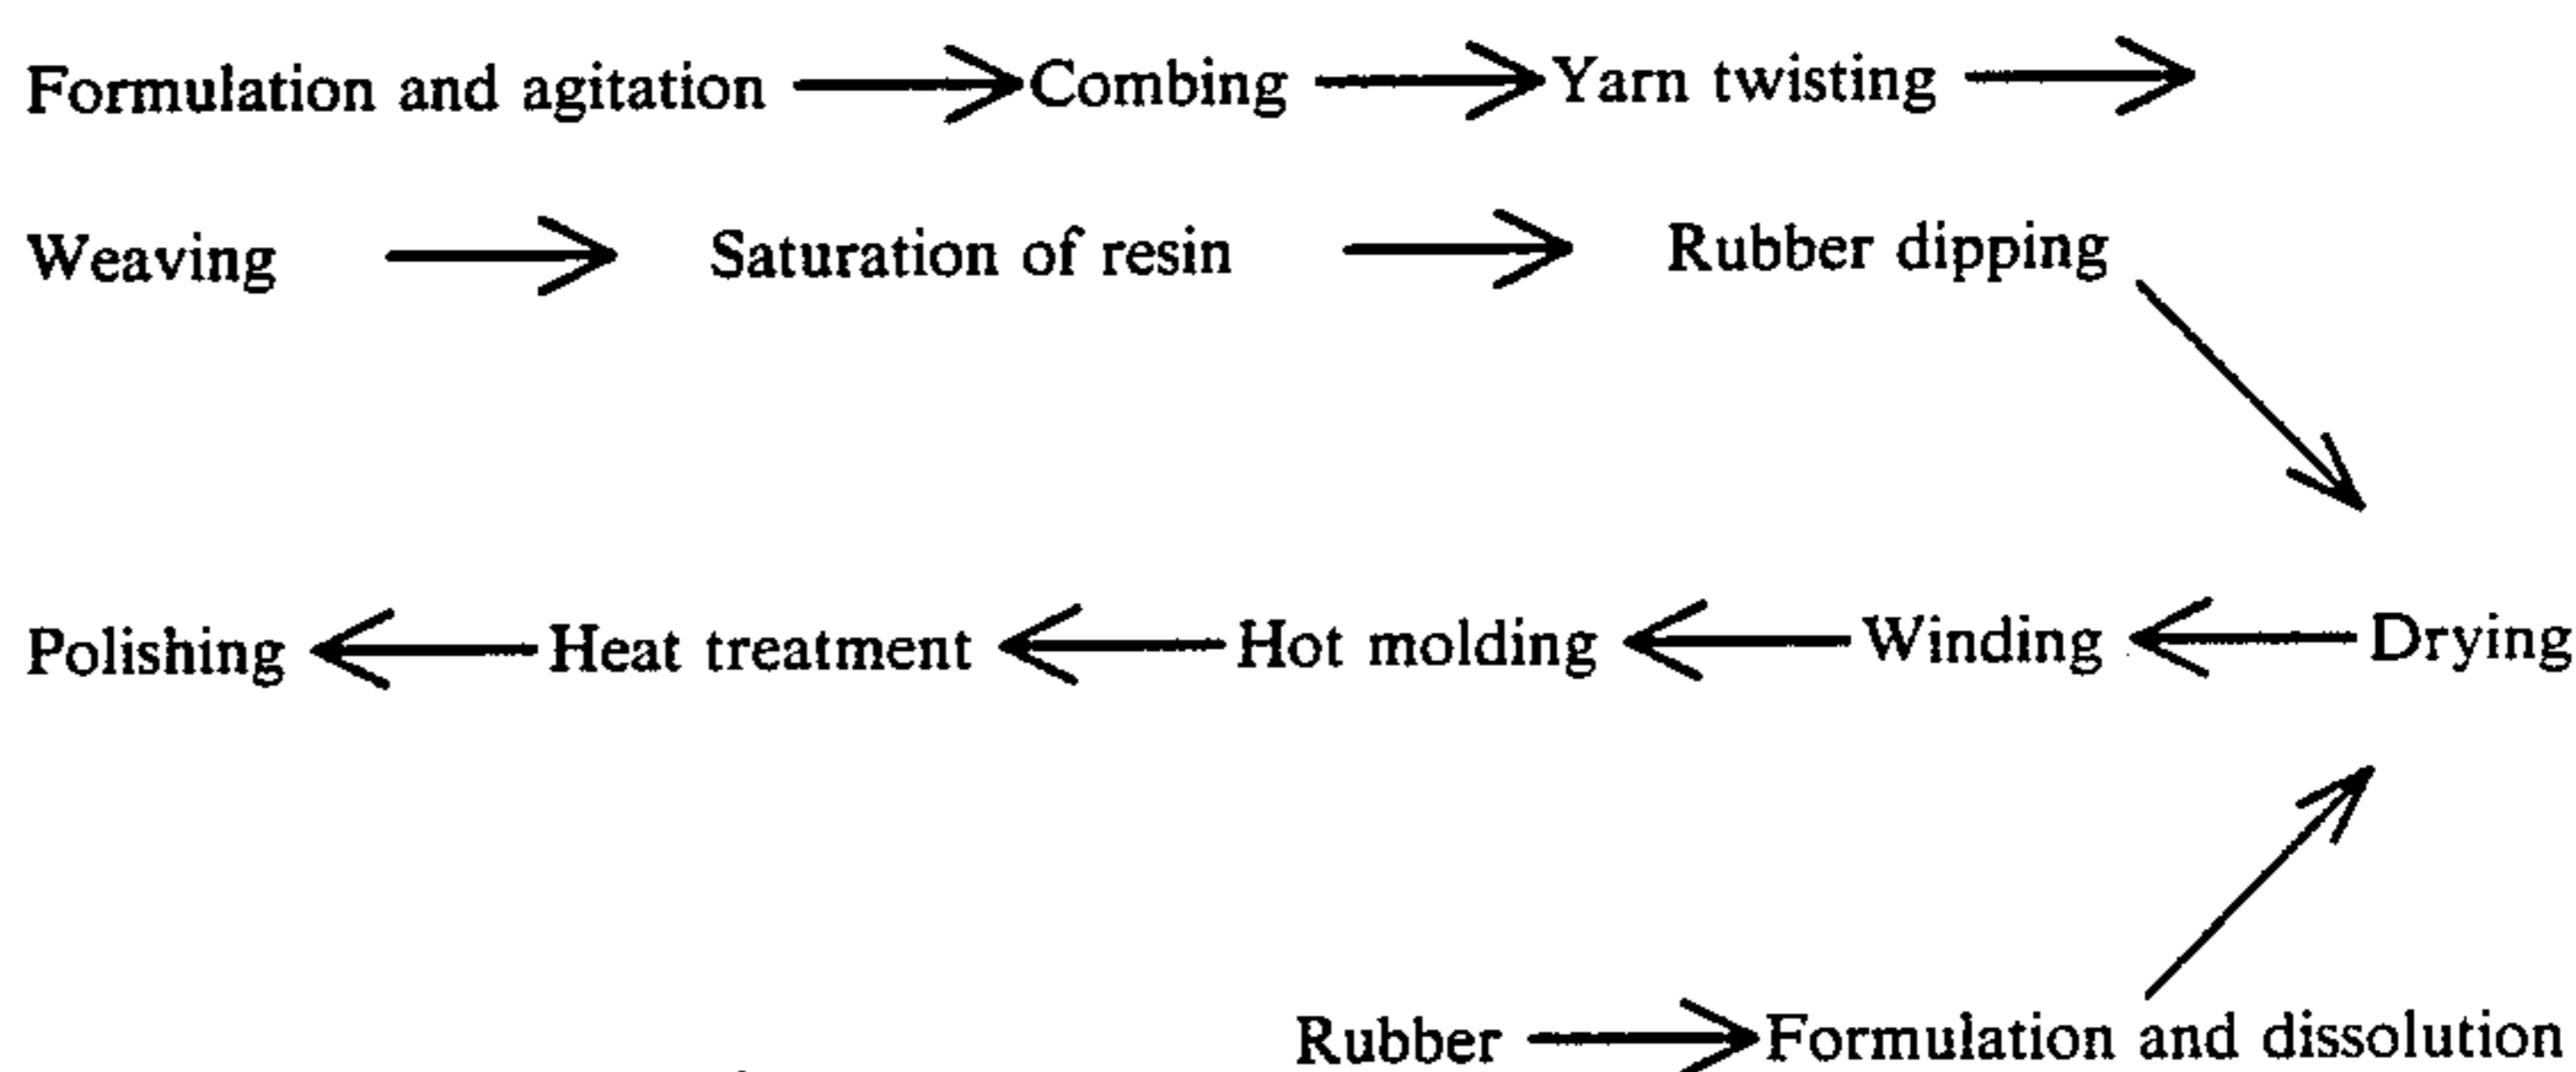 Formulation and agitation Combing Yarn twisting
Weaving Saturation of resin Rubber dipping
Polishing Heat treatment Hot molding Winding Drying
Rubber Formulation and dissolution